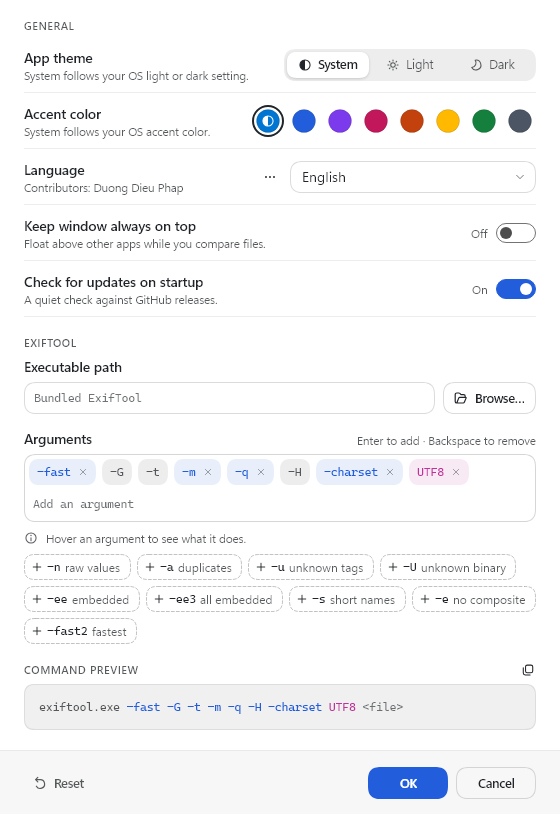 GENERAL
App theme
System follows your OS light or dark setting.
System
Light
Dark
Accent color
System follows your OS accent color.
Language
Contributors: Duong Dieu Phap
...
English
Keep window always on top
Float above other apps while you compare files.
Off
Check for updates on startup
A quiet check against GitHub releases.
On
EXIFTOOL
Executable path
Bundled ExifTool
Browse...
Arguments
Enter to add · Backspace to remove
-fast × -G -t -m × -q × -H -charset × UTF8 ×
Add an argument
Hover an argument to see what it does.
+ -n raw values + -a duplicates + -u unknown tags + -U unknown binary
+ -ee embedded + -ee3 all embedded + -s short names + -e no composite
+ -fast2 fastest
COMMAND PREVIEW
exiftool.exe -fast -G -t -m -q -H -charset UTF8 <file>
Reset
OK
Cancel